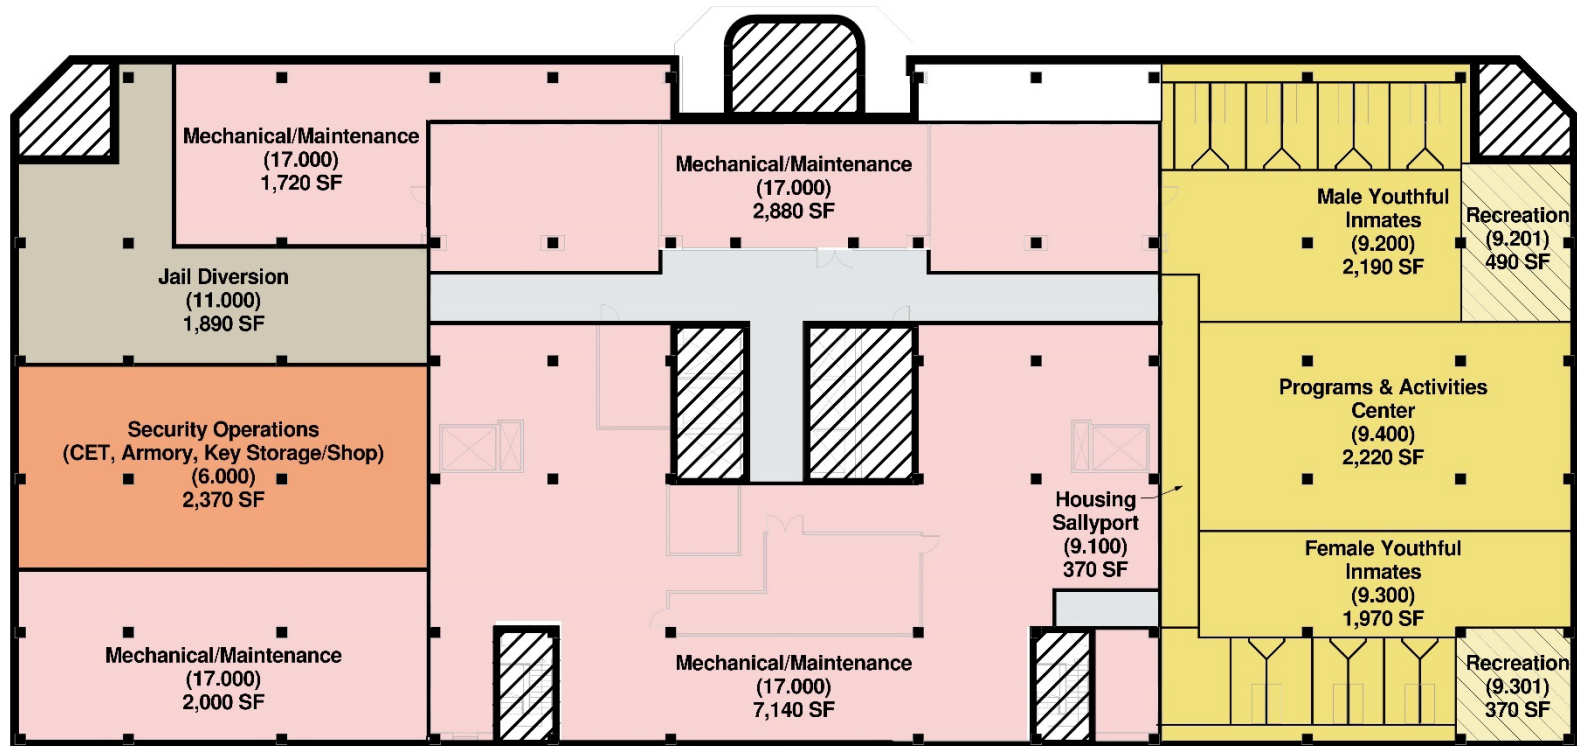 Mechanical/Maintenance
(17.000)
1,720 SF
Mechanical/Maintenance
(17.000)
2,880 SF
Male Youthful
Inmates
(9.200)
2,190 SF
Recreation
(9.201)
490 SF
Jail Diversion
(11.000)
1,890 SF
Programs & Activities
Center
(9.400)
2,220 SF
Security Operations
(CET, Armory, Key Storage/Shop)
(6.000)
2,370 SF
Housing
Sallyport
(9.100)
370 SF
Female Youthful
Inmates
(9.300)
1,970 SF
Mechanical/Maintenance
(17.000)
2,000 SF
Mechanical/Maintenance
(17.000)
7,140 SF
Recreation
(9.301)
370 SF